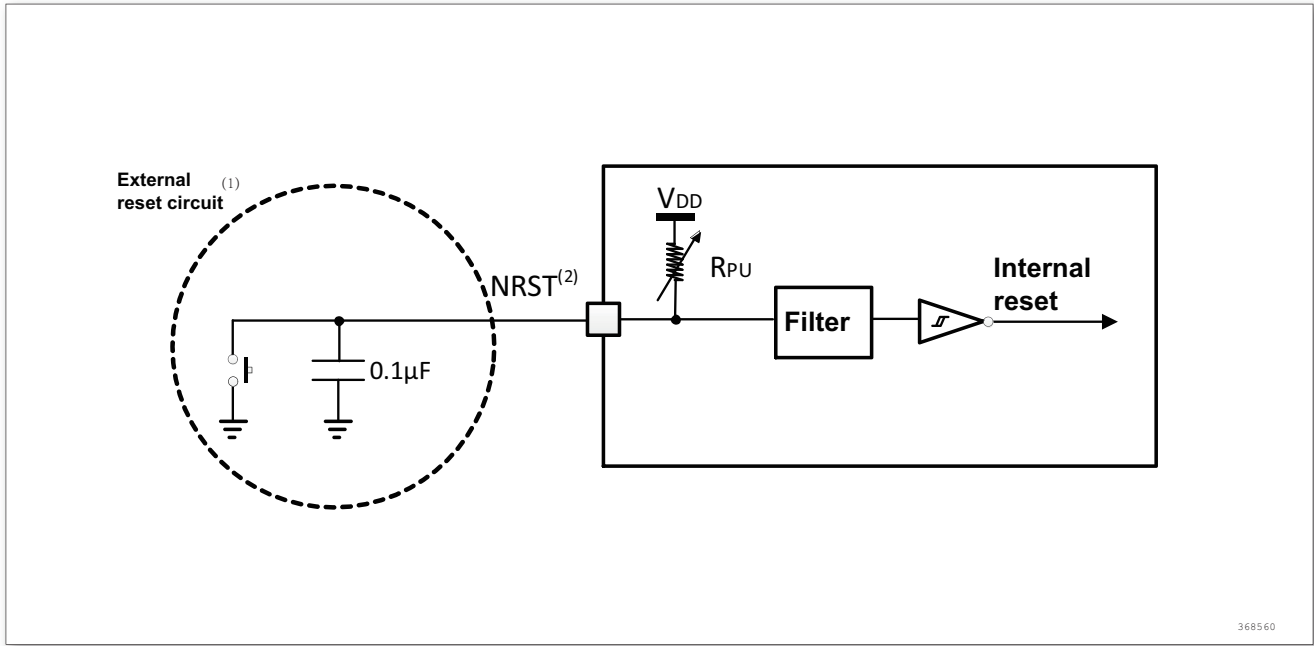 External (1)
reset circuit
VDD
RPU
NRST(2)
Internal
reset
Filter
0.1µF
368560